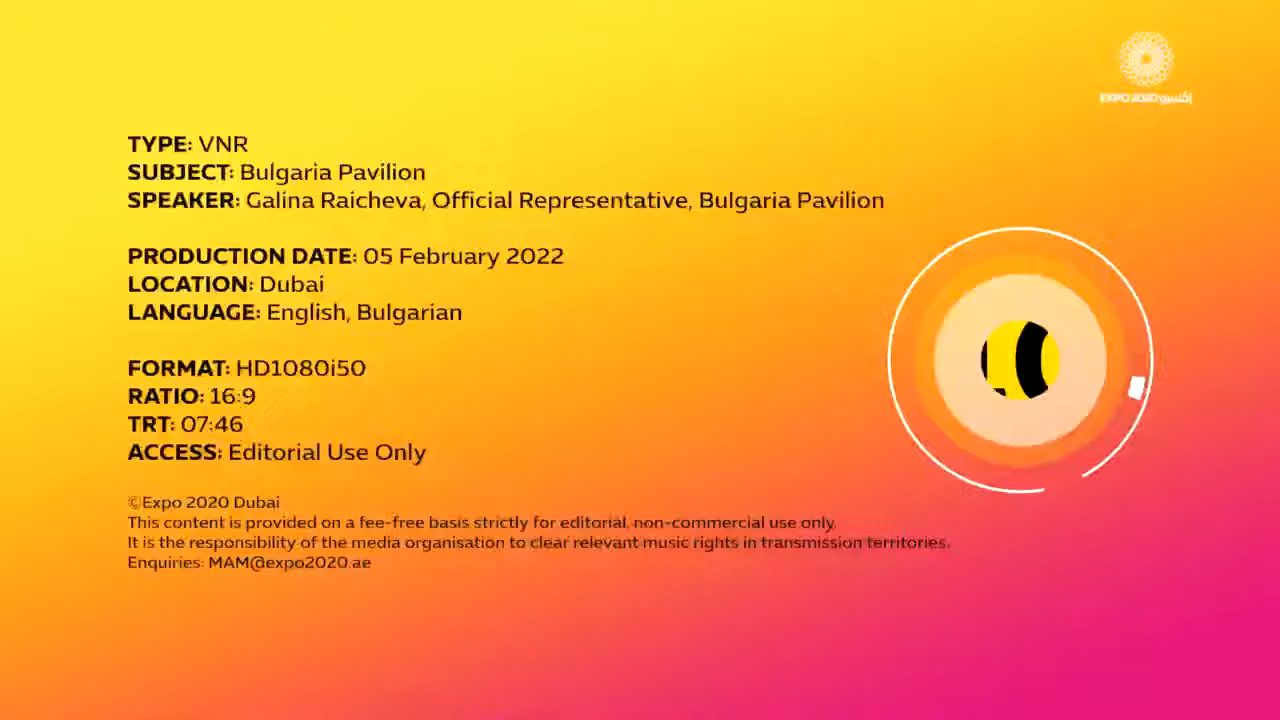 EXPO 2020 إكسبو
TYPE: VNR
SUBJECT: Bulgaria Pavilion
SPEAKER: Galina Raicheva, Official Representative, Bulgaria Pavilion
PRODUCTION DATE: 05 February 2022
LOCATION: Dubai
LANGUAGE: English, Bulgarian
FORMAT: HD1080i50
RATIO: 16:9
TRT: 07:46
ACCESS: Editorial Use Only
©Expo 2020 Dubai
This content is provided on a fee-free basis strictly for editorial, non-commercial use only.
It is the responsibility of the media organisation to clear relevant music rights in transmission territories.
Enquiries: MAM@expo2020.ae